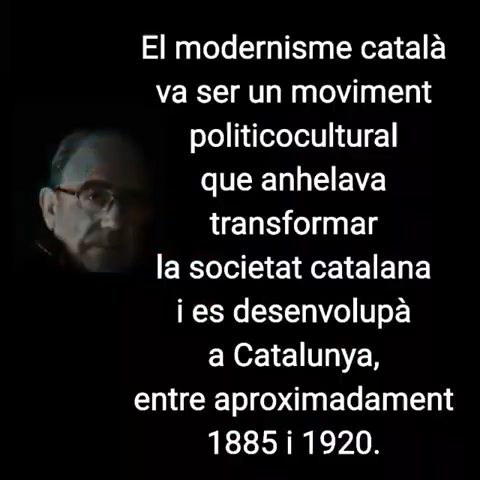 El modernisme català
va ser un moviment
politicocultural
que anhelava
transformar
la societat catalana
i es desenvolupà
a Catalunya,
entre aproximadament
1885 i 1920.